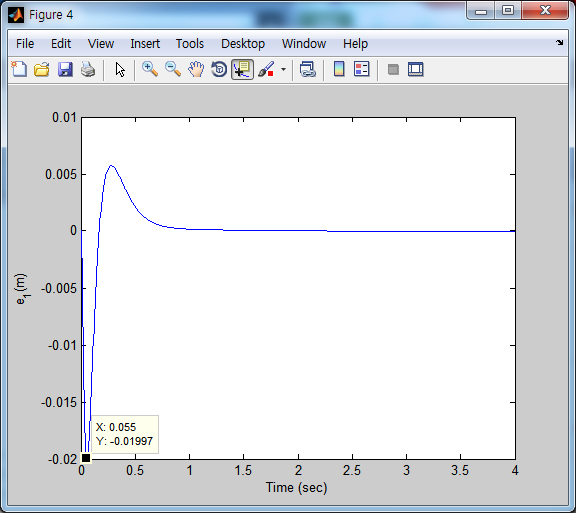 Figure 4
File Edit View Insert Tools Desktop Window Help
0.01
0.005
0
-0.005
-0.01
-0.015
-0.02
e1 (m)
X: 0.055
Y: -0.01997
0 0.5 1 1.5 2 2.5 3 3.5 4
Time (sec)